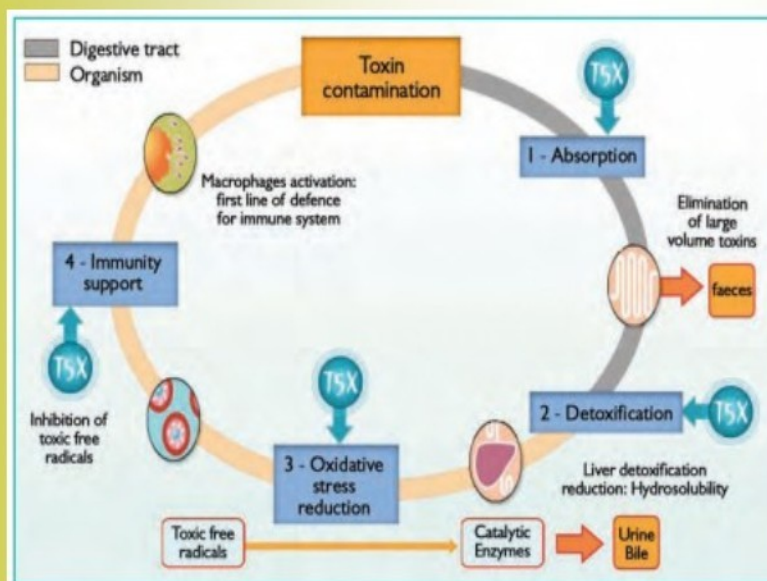 Digestive tract
Organism
Toxin
contamination
T5X
1 - Absorption
Elimination
of large
volume toxins
faeces
Macrophages activation:
first line of defence
for immune system
4 - Immunity
support
T5X
Inhibition of
toxic free
radicals
T5X
3 - Oxidative
stress
reduction
2 - Detoxification
T5X
Liver detoxification
reduction: Hydrosolubility
Toxic free
radicals
Catalytic
Enzymes
Urine
Bile